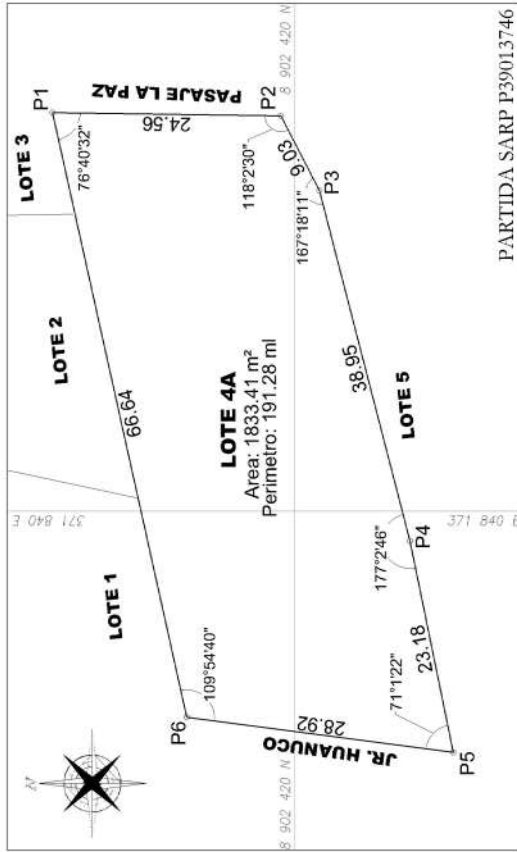 N
LOTE 1
LOTE 2
LOTE 3
371 840 E
P1
76°40'32"
66.64
PASAJE LA PAZ
24.56
P6
109°54'40"
LOTE 4A
Area: 1833.41 m²
Perimetro: 191.28 ml
118°2'30"
P2
9.03
28.92
JR. HUANUCO
8 902 420 N
8 902 420 N
167°18'11"
P3
38.95
LOTE 5
177°2'46"
P4
23.18
71°1'22"
P5
371 840 E
PARTIDA SARP P39013746